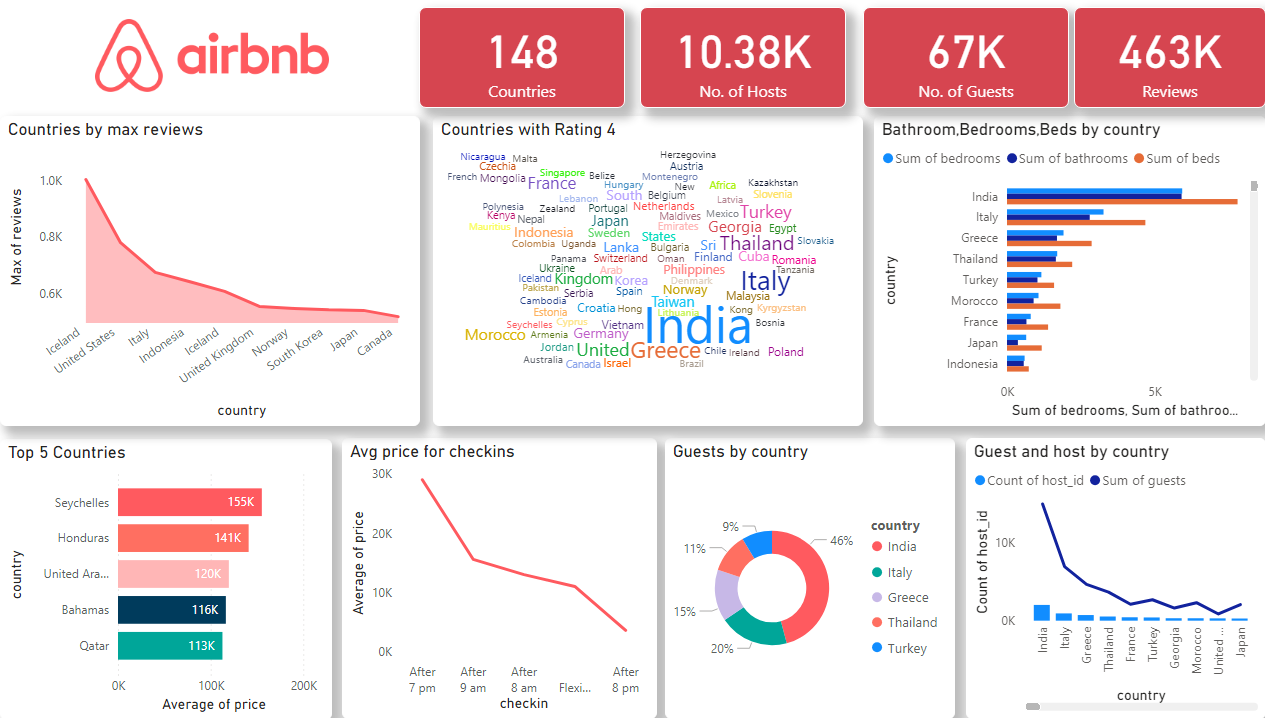 airbnb
148
Countries
10.38K
No. of Hosts
67K
No. of Guests
463K
Reviews
Countries by max reviews
Max of reviews
1.0K
0.8K
0.6K
Iceland
United States
Italy
Indonesia
Iceland
United Kingdom
Norway
South Korea
Japan
Canada
country
Countries with Rating 4
Nicaragua Malta Herzegovina
Czechia Austria
French Mongolia Singapore Belize Montenegro
France Hungary New Africa Kazakhstan
Lebanon South Belgium Latvia Slovenia
Polynesia Zealand Portugal Netherlands
Kenya Nepal Japan Maldives Mexico Turkey
Mauritius Emirates Georgia Egypt
Indonesia Sweden States Thailand Slovakia
Colombia Uganda Lanka Bulgaria Sri
Panama Switzerland Oman Finland Cuba Romania
Ukraine Arab Philippines Tanzania
Iceland Kingdom Korea Denmark Italy
Pakistan Serbia Spain Norway
Cambodia Taiwan Malaysia
Estonia Croatia Hong Lithuania Kong Kyrgyzstan
Seychelles Cyprus Vietnam India Bosnia
Morocco Armenia Germany
Jordan United Greece Chile Ireland Poland
Australia Canada Israel Brazil
Bathroom,Bedrooms,Beds by country
Sum of bedrooms Sum of bathrooms Sum of beds
country
India
Italy
Greece
Thailand
Turkey
Morocco
France
Japan
Indonesia
0K 5K
Sum of bedrooms, Sum of bathroo...
Top 5 Countries
country
Seychelles 155K
Honduras 141K
United Ara... 120K
Bahamas 116K
Qatar 113K
0K 100K 200K
Average of price
Avg price for checkins
Average of price
30K
20K
10K
0K
After 7 pm
After 9 am
After 8 am
Flexi...
After 8 pm
checkin
Guests by country
46%
20%
15%
11%
9%
country
India
Italy
Greece
Thailand
Turkey
Guest and host by country
Count of host_id Sum of guests
Count of host_id
10K
0K
India
Italy
Greece
Thailand
France
Turkey
Georgia
Morocco
United ...
Japan
country